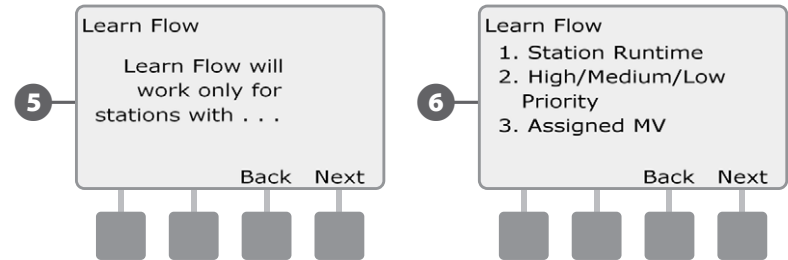 5
Learn Flow
Learn Flow will
work only for
stations with . . .
Back Next
6
Learn Flow
1. Station Runtime
2. High/Medium/Low
Priority
3. Assigned MV
Back Next